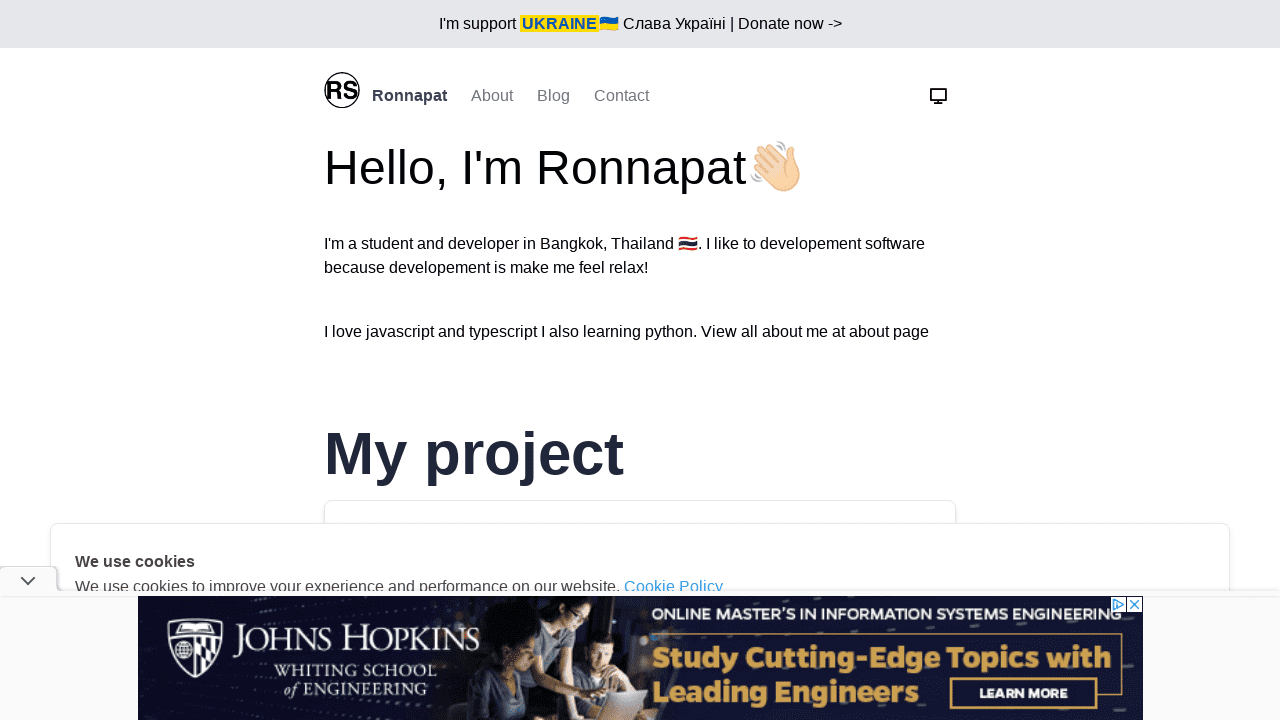 I'm support UKRAINE🇺🇦 Слава Україні | Donate now ->
RS Ronnapat About Blog Contact
Hello, I'm Ronnapat👋🏻
I'm a student and developer in Bangkok, Thailand 🇹🇭. I like to developement software
because developement is make me feel relax!
I love javascript and typescript I also learning python. View all about me at about page
My project
We use cookies
We use cookies to improve your experience and performance on our website. Cookie Policy
JOHNS HOPKINS
WHITING SCHOOL
of ENGINEERING
ONLINE MASTER'S IN INFORMATION SYSTEMS ENGINEERING
Study Cutting-Edge Topics with
Leading Engineers
LEARN MORE